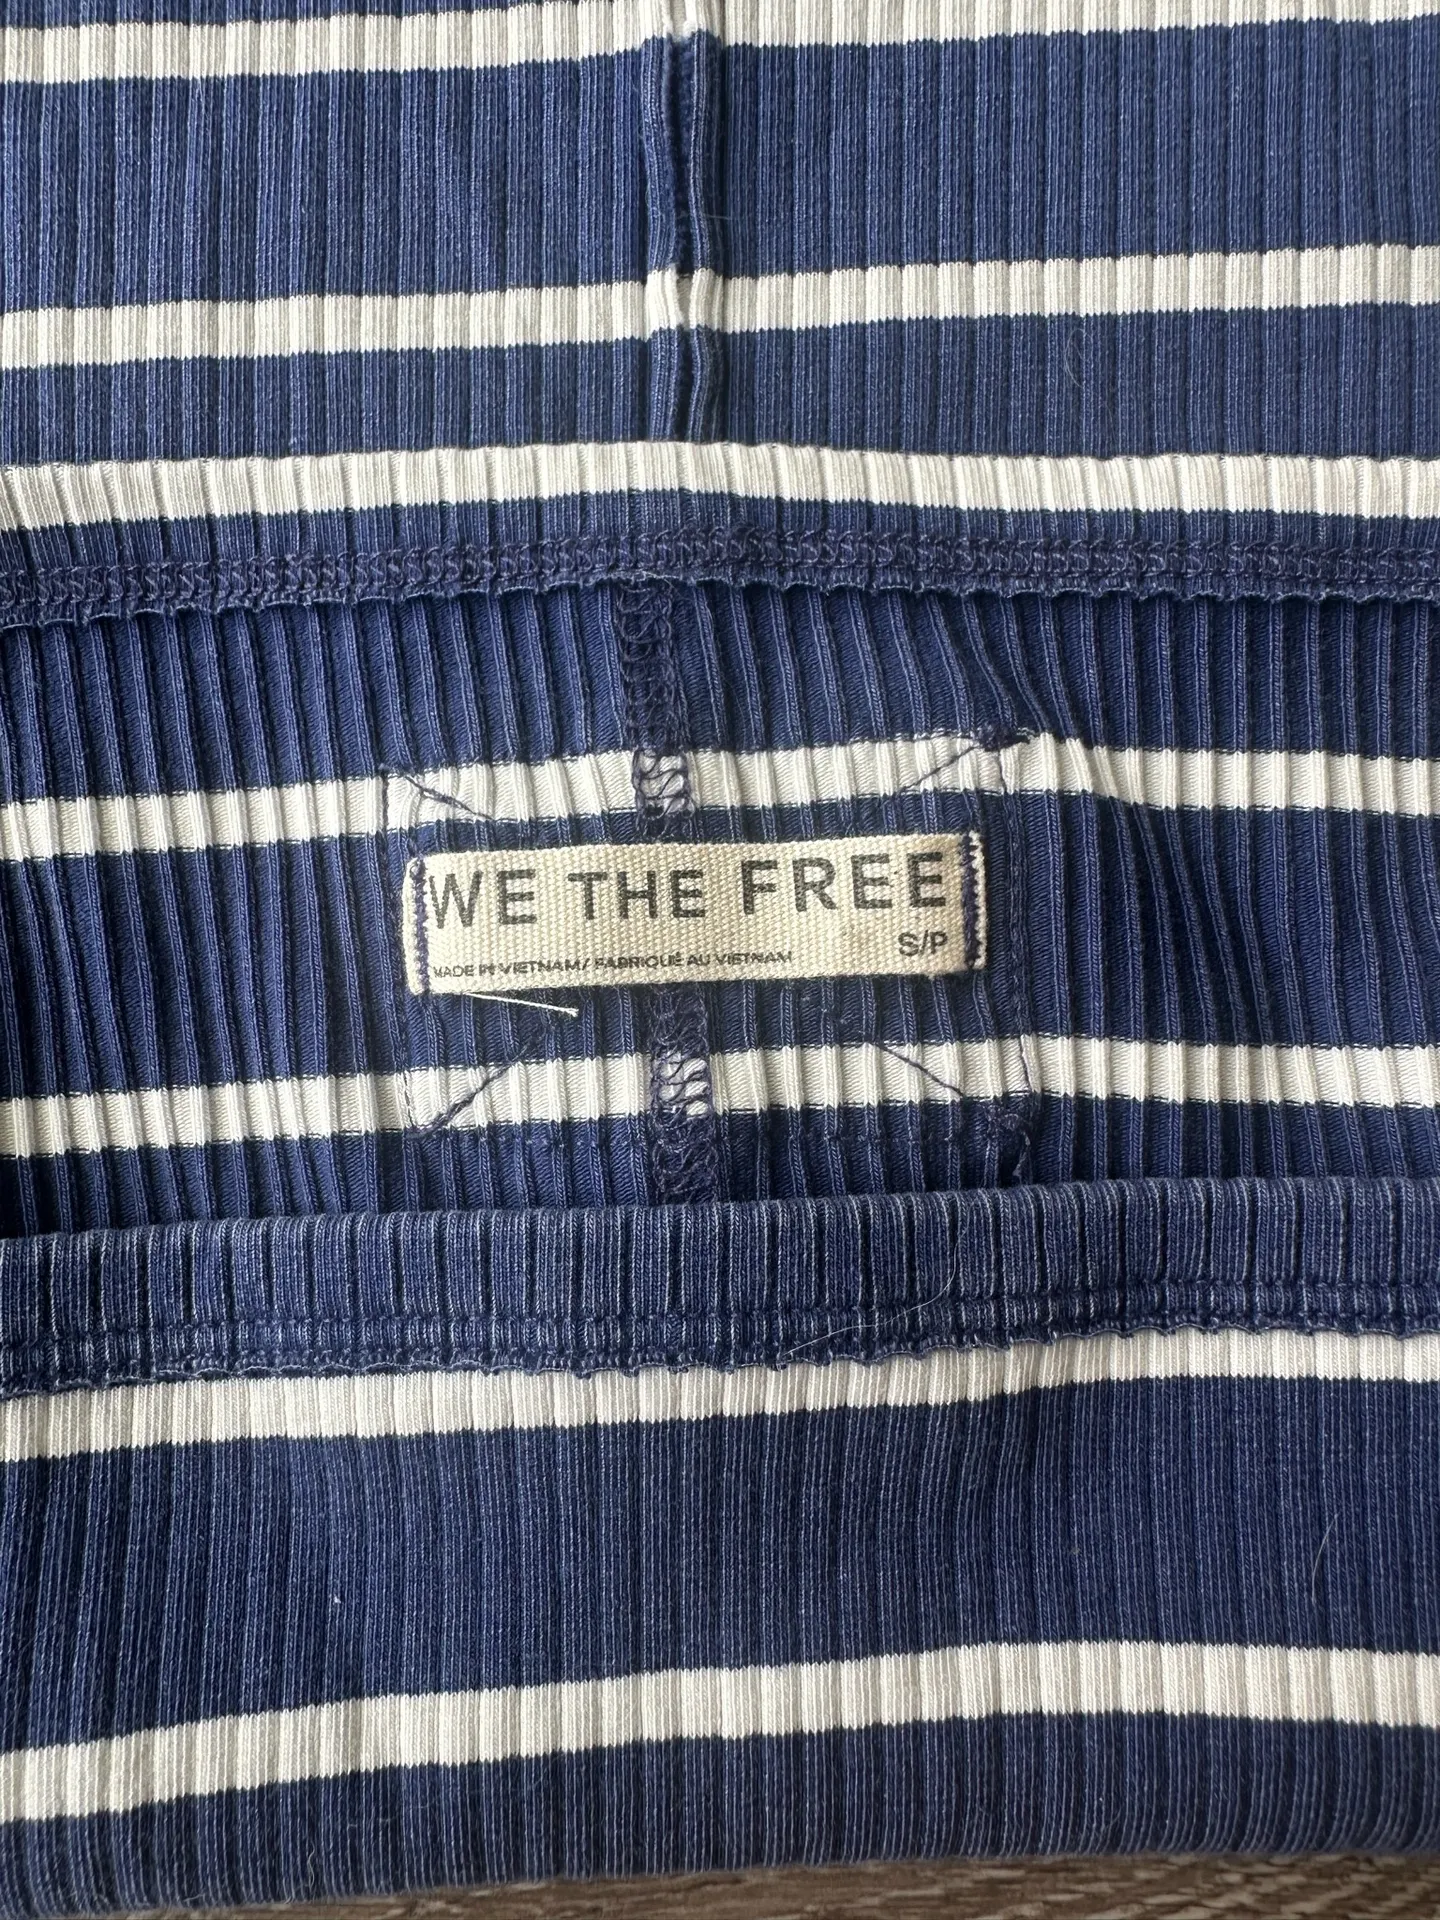 WE THE FREE
S/P
MADE IN VIETNAM/ FABRIQUÉ AU VIETNAM